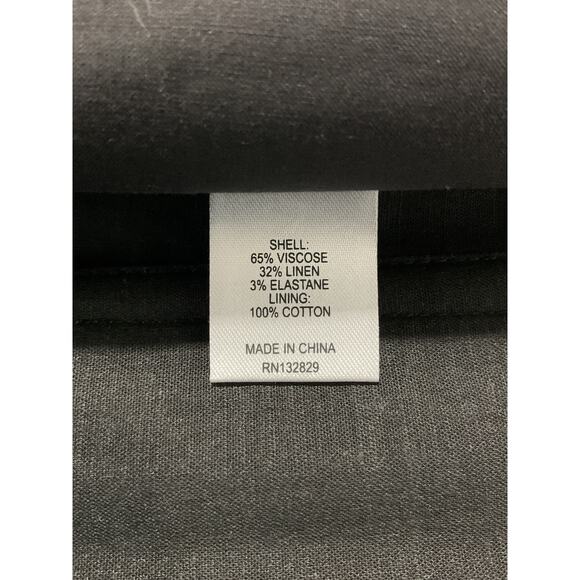 SHELL:
65% VISCOSE
32% LINEN
3% ELASTANE
LINING:
100% COTTON
MADE IN CHINA
RN132829